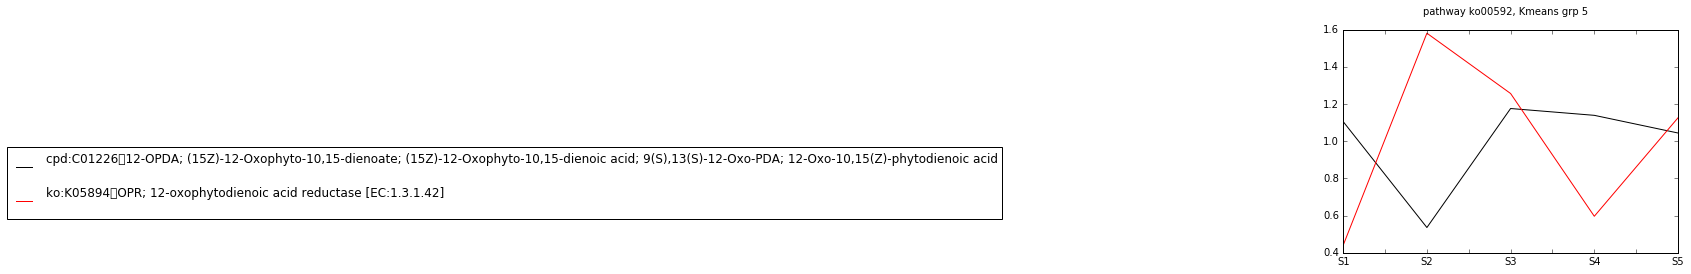 pathway ko00592, Kmeans grp 5
cpd:C01226▯12-OPDA; (15Z)-12-Oxophyto-10,15-dienoate; (15Z)-12-Oxophyto-10,15-dienoic acid; 9(S),13(S)-12-Oxo-PDA; 12-Oxo-10,15(Z)-phytodienoic acid
ko:K05894▯OPR; 12-oxophytodienoic acid reductase [EC:1.3.1.42]
1.6
1.4
1.2
1.0
0.8
0.6
0.4
S1 S2 S3 S4 S5